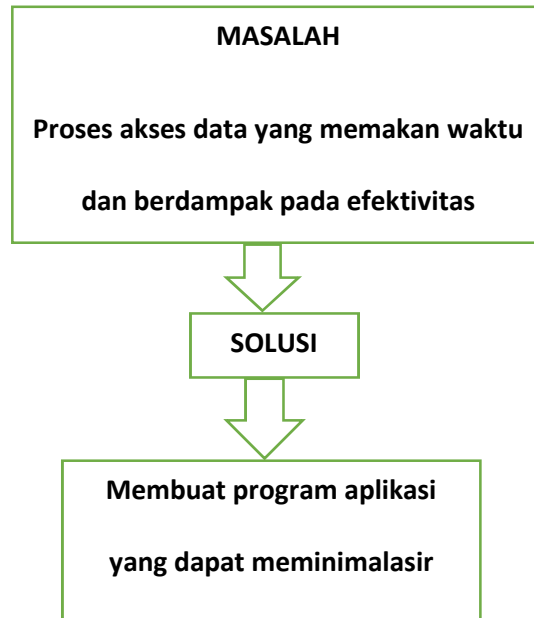 MASALAH
Proses akses data yang memakan waktu
dan berdampak pada efektivitas
SOLUSI
Membuat program aplikasi
yang dapat meminimalasir